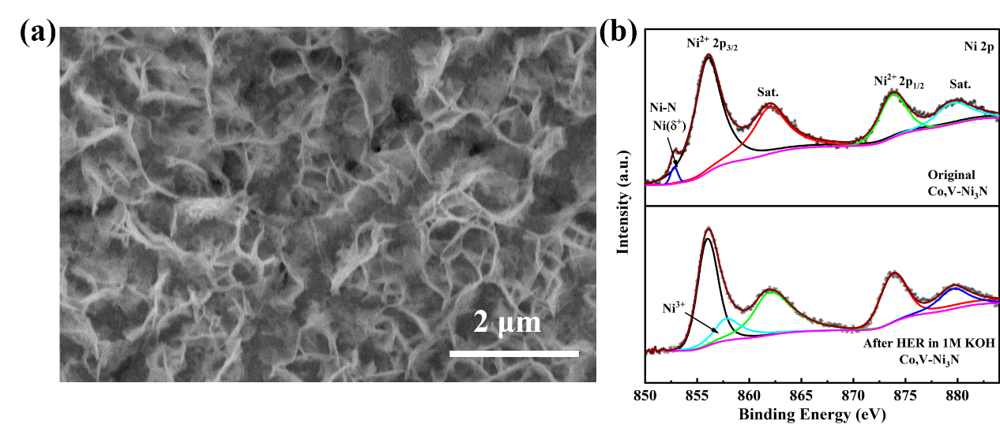 (a)
2 μm
(b)
Ni 2p
Ni²⁺ 2p₃/₂
Sat.
Ni²⁺ 2p₁/₂
Sat.
Ni-N
Ni(δ⁺)
Original
Co,V-Ni₃N
Ni³⁺
After HER in 1M KOH
Co,V-Ni₃N
Intensity (a.u.)
850 855 860 865 870 875 880
Binding Energy (eV)